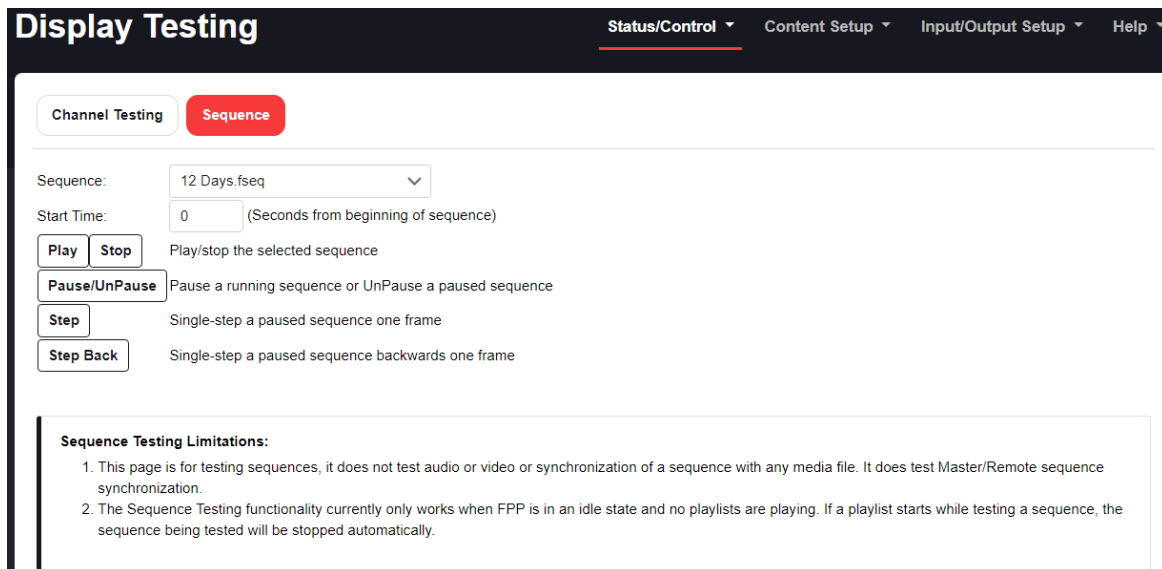 Display Testing
Status/Control
Content Setup
Input/Output Setup
Help
Channel Testing
Sequence
Sequence:
12 Days.fseq
Start Time:
0
(Seconds from beginning of sequence)
Play
Stop
Play/stop the selected sequence
Pause/UnPause
Pause a running sequence or UnPause a paused sequence
Step
Single-step a paused sequence one frame
Step Back
Single-step a paused sequence backwards one frame
Sequence Testing Limitations:
1. This page is for testing sequences, it does not test audio or video or synchronization of a sequence with any media file. It does test Master/Remote sequence
synchronization.
2. The Sequence Testing functionality currently only works when FPP is in an idle state and no playlists are playing. If a playlist starts while testing a sequence, the
sequence being tested will be stopped automatically.